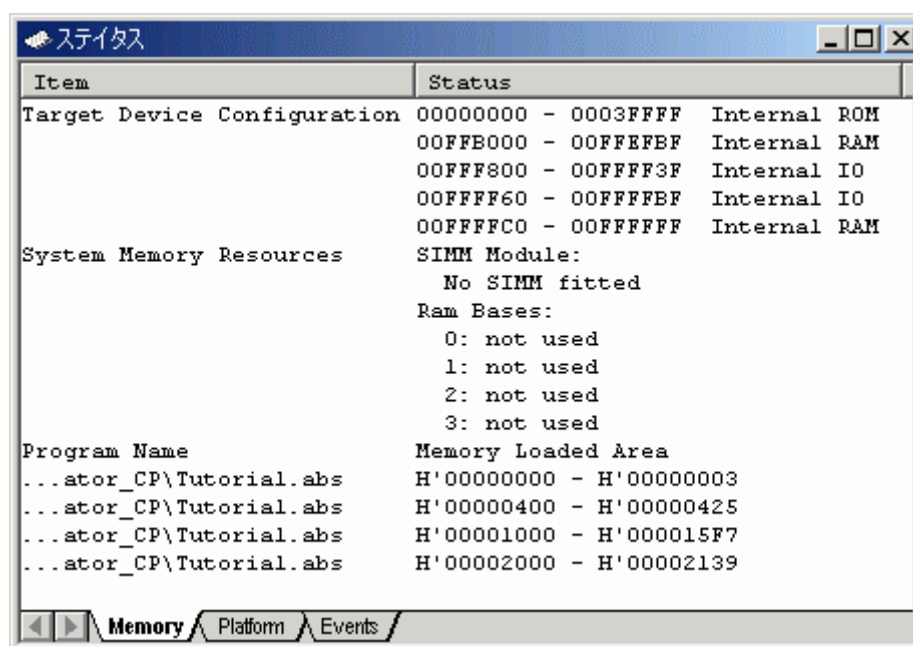 ステイタス
Item Status
Target Device Configuration 00000000 - 0003FFFF Internal ROM
00FFB000 - 00FFEFBF Internal RAM
00FFF800 - 00FFFF3F Internal IO
00FFFF60 - 00FFFFBF Internal IO
00FFFFC0 - 00FFFFFF Internal RAM
System Memory Resources SIMM Module:
No SIMM fitted
Ram Bases:
0: not used
1: not used
2: not used
3: not used
Program Name Memory Loaded Area
...ator_CP\Tutorial.abs H'00000000 - H'00000003
...ator_CP\Tutorial.abs H'00000400 - H'00000425
...ator_CP\Tutorial.abs H'00001000 - H'000015F7
...ator_CP\Tutorial.abs H'00002000 - H'00002139
Memory Platform Events